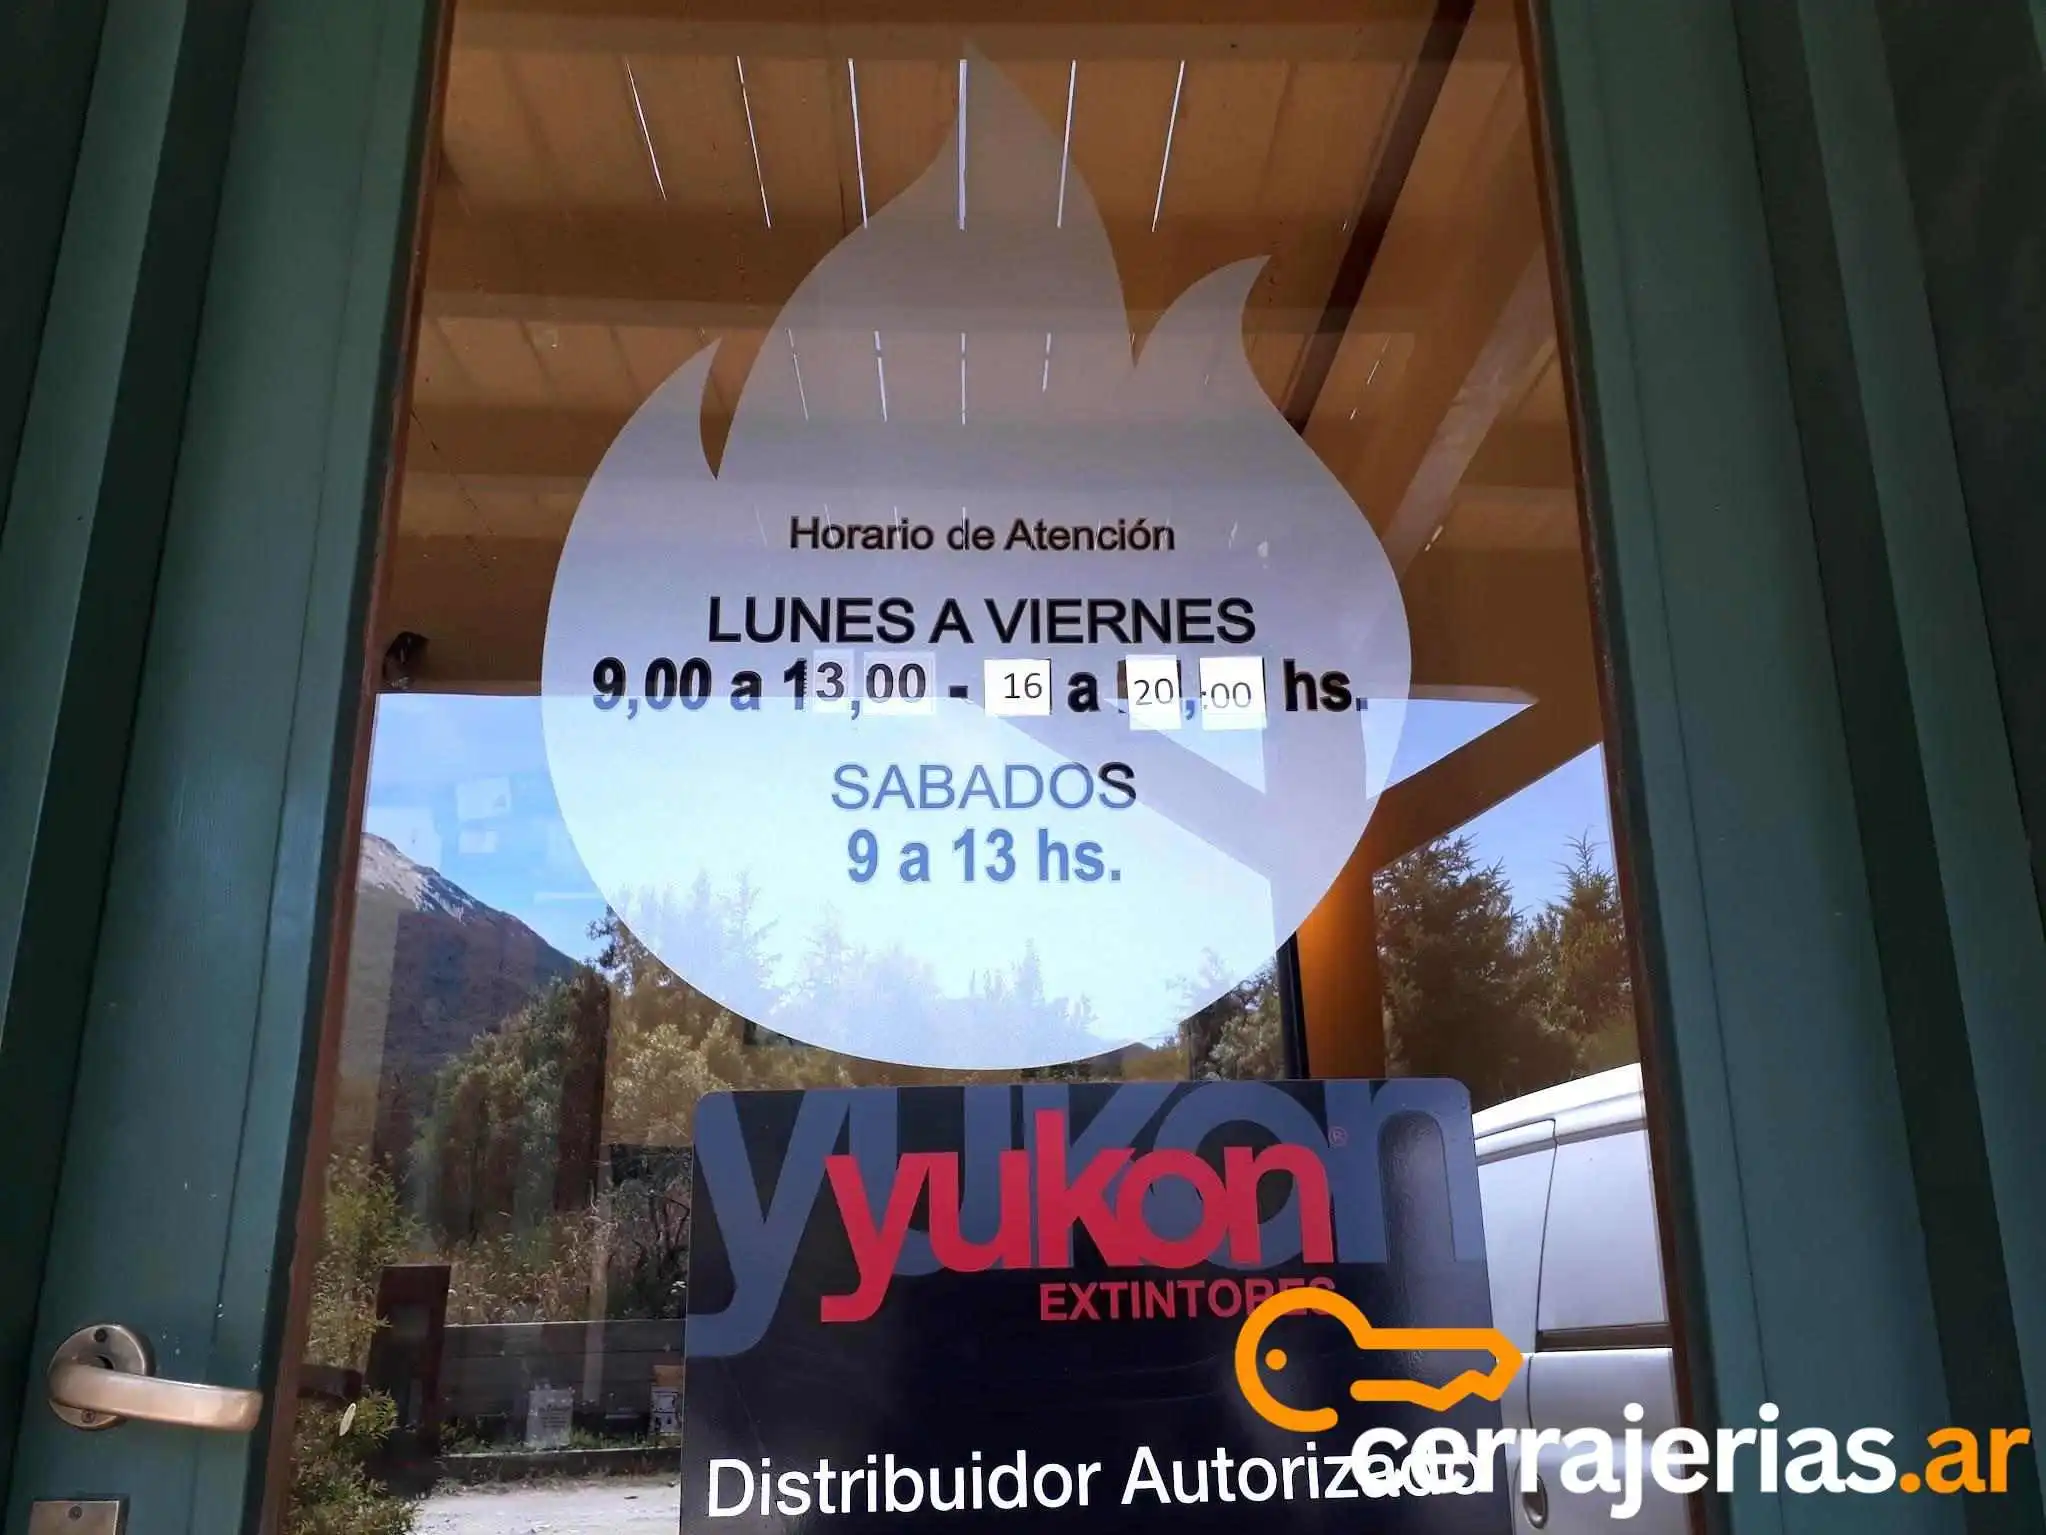 Horario de Atención
LUNES A VIERNES
9,00 a 13,00 - 16 a 20,:00 hs.
SABADOS
9 a 13 hs.
yukon
yukon®
EXTINTORES
Distribuidor Autorizado
cerrajerias.ar